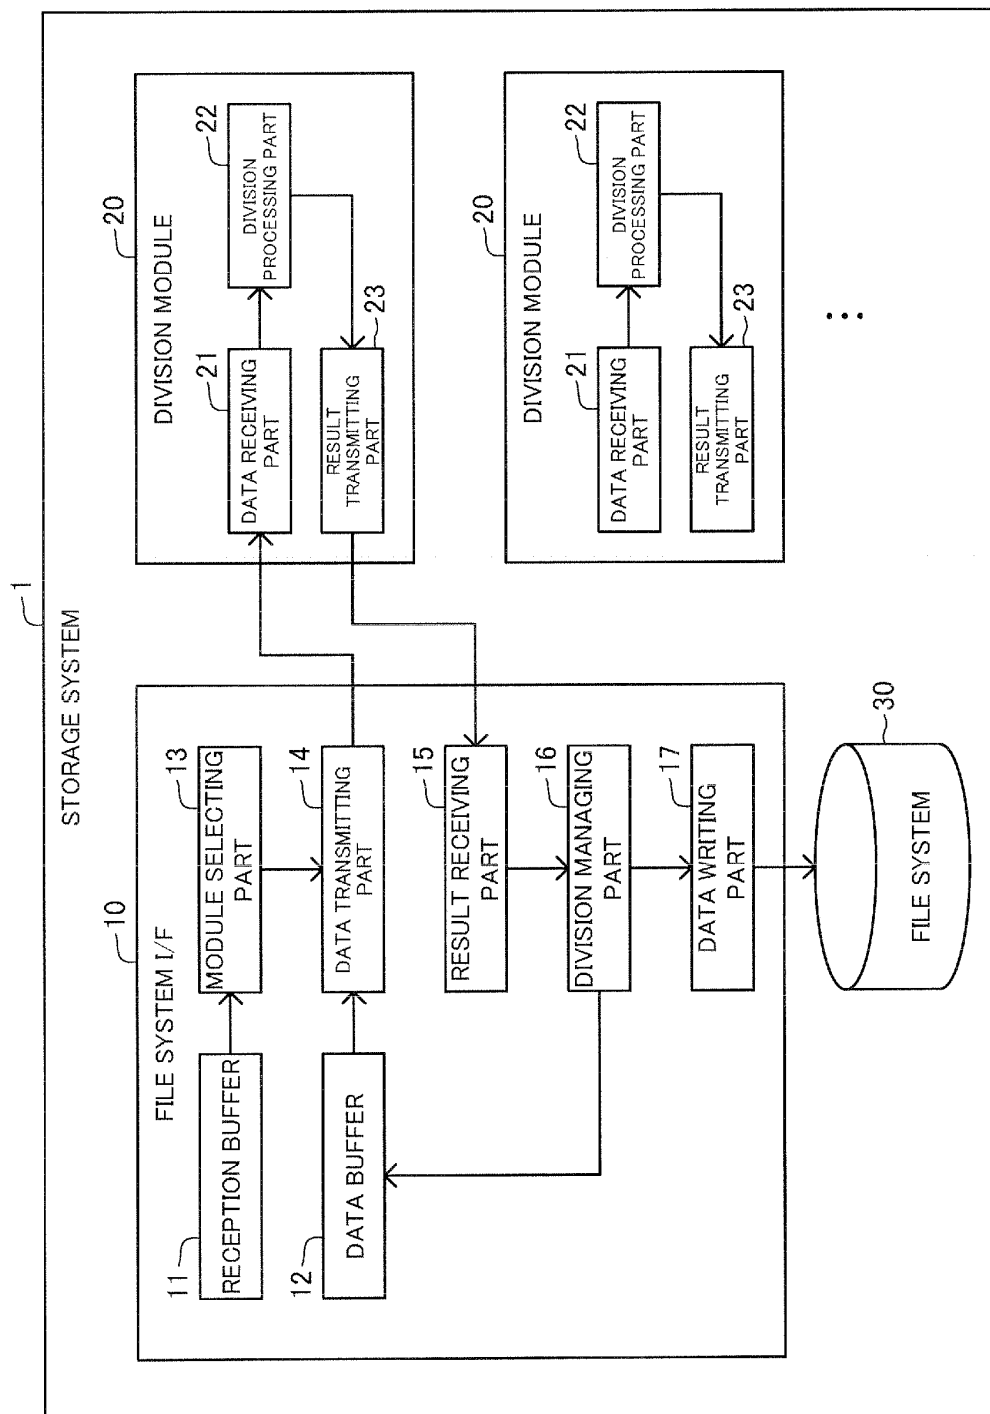 1
STORAGE SYSTEM
10
FILE SYSTEM I/F
11
RECEPTION BUFFER
13
MODULE SELECTING
PART
12
DATA BUFFER
14
DATA TRANSMITTING
PART
15
RESULT RECEIVING
PART
16
DIVISION MANAGING
PART
17
DATA WRITING
PART
30
FILE SYSTEM
20
DIVISION MODULE
21
DATA RECEIVING
PART
22
DIVISION
PROCESSING PART
23
RESULT
TRANSMITTING
PART
20
DIVISION MODULE
21
DATA RECEIVING
PART
22
DIVISION
PROCESSING PART
23
RESULT
TRANSMITTING
PART
...